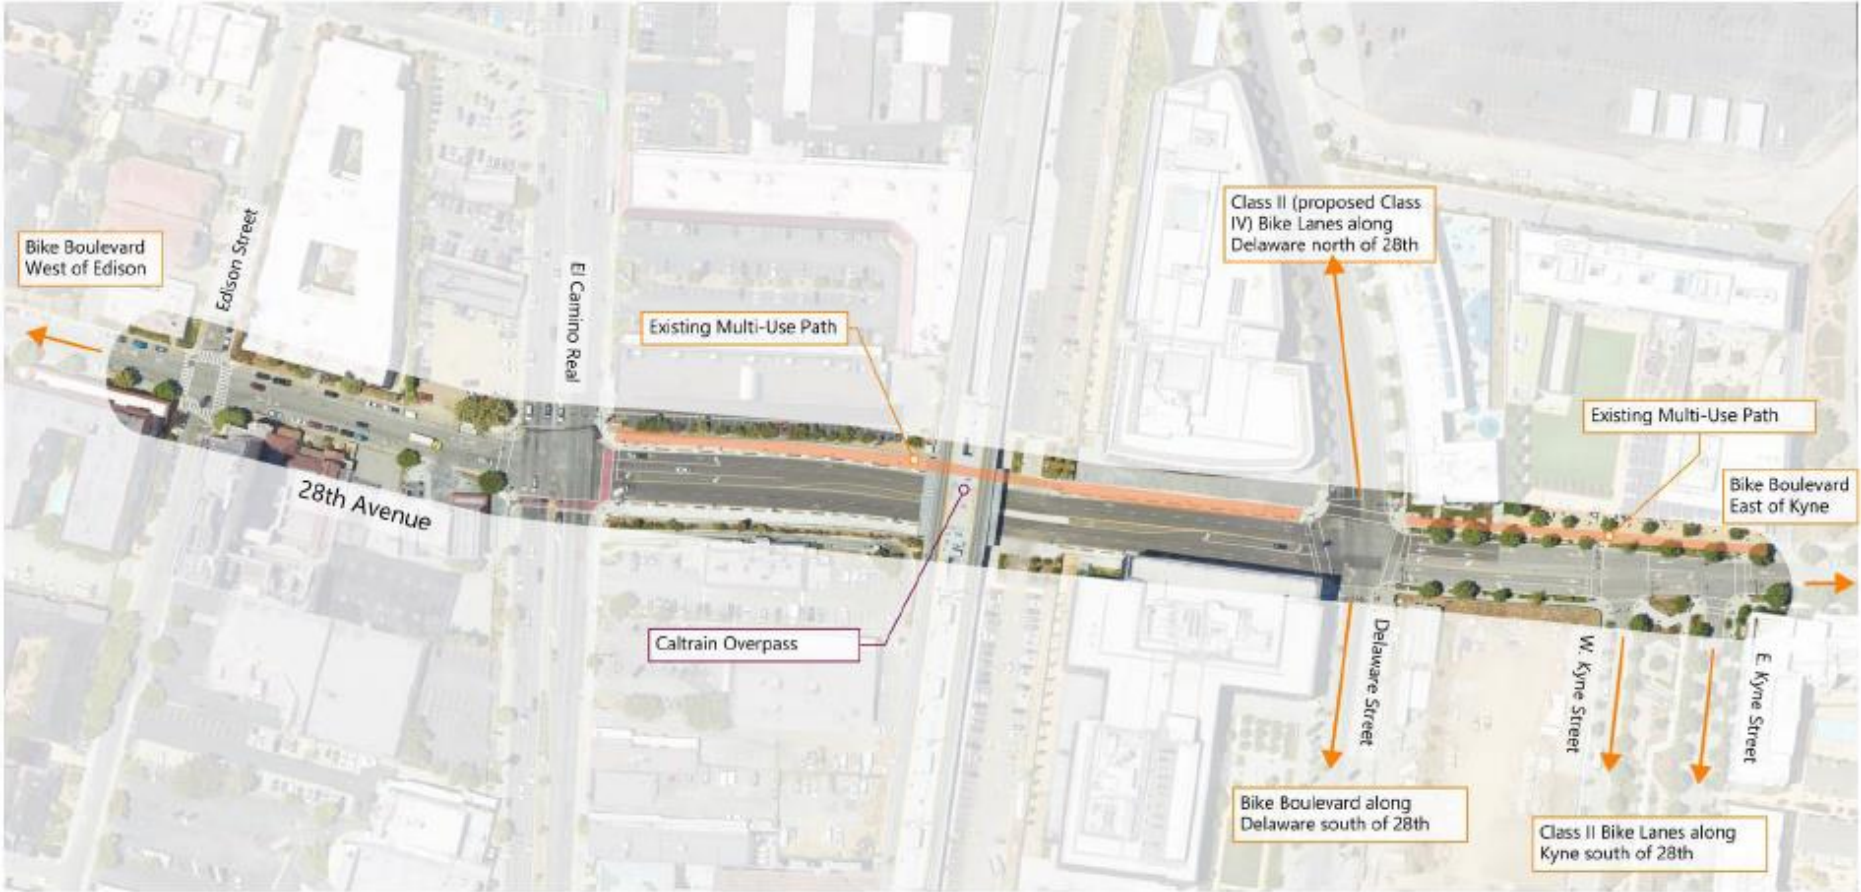 Bike Boulevard
West of Edison
Edison Street
El Camino Real
28th Avenue
Existing Multi-Use Path
Caltrain Overpass
Class II (proposed Class
IV) Bike Lanes along
Delaware north of 28th
Existing Multi-Use Path
Bike Boulevard
East of Kyne
Delaware Street
W. Kyne Street
E. Kyne Street
Bike Boulevard along
Delaware south of 28th
Class II Bike Lanes along
Kyne south of 28th